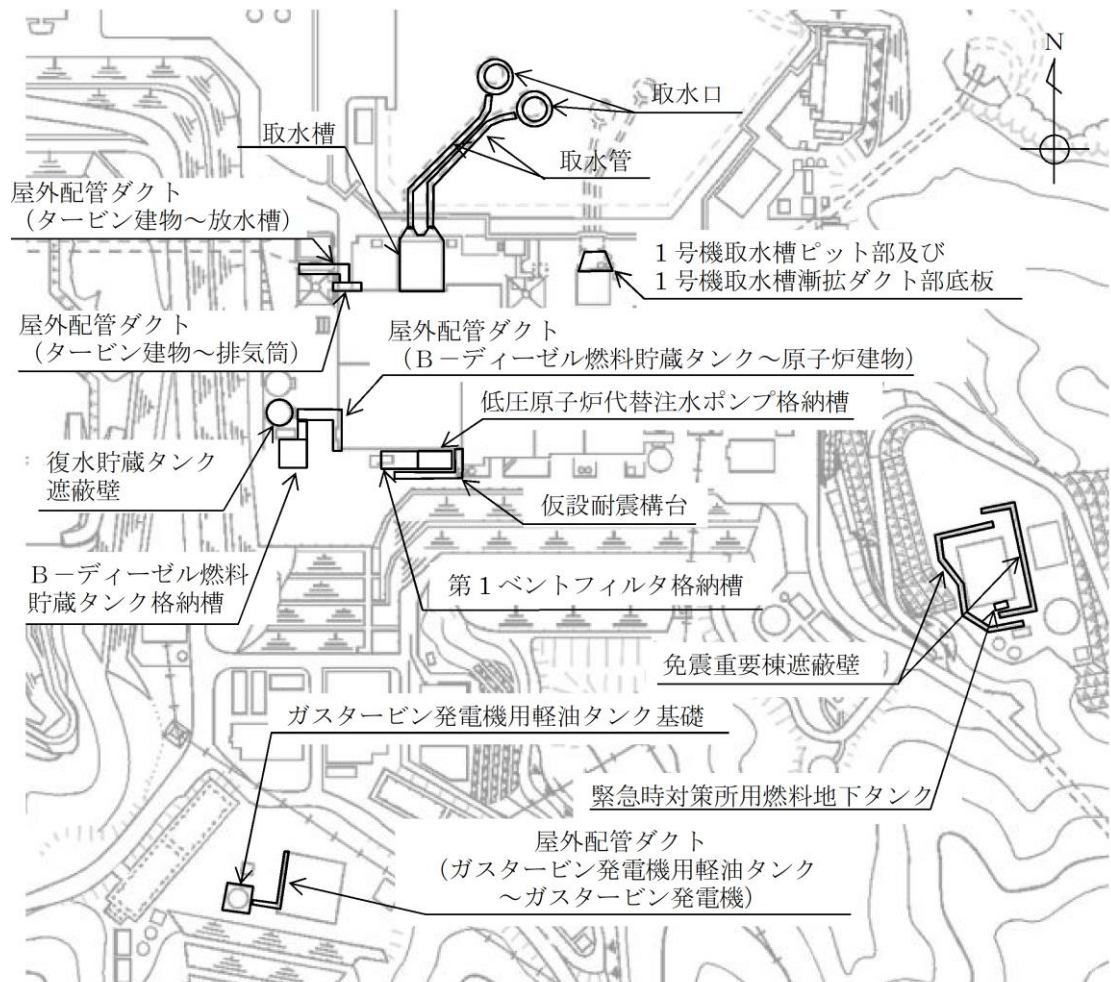 N
取水口
取水槽
取水管
屋外配管ダクト
（タービン建物～放水槽）
１号機取水槽ピット部及び
１号機取水槽漸拡ダクト部底板
屋外配管ダクト
（タービン建物～排気筒）
屋外配管ダクト
（Ｂ－ディーゼル燃料貯蔵タンク～原子炉建物）
低圧原子炉代替注水ポンプ格納槽
復水貯蔵タンク
遮蔽壁
仮設耐震構台
Ｂ－ディーゼル燃料
貯蔵タンク格納槽
第１ベントフィルタ格納槽
免震重要棟遮蔽壁
ガスタービン発電機用軽油タンク基礎
緊急時対策所用燃料地下タンク
屋外配管ダクト
（ガスタービン発電機用軽油タンク
～ガスタービン発電機）